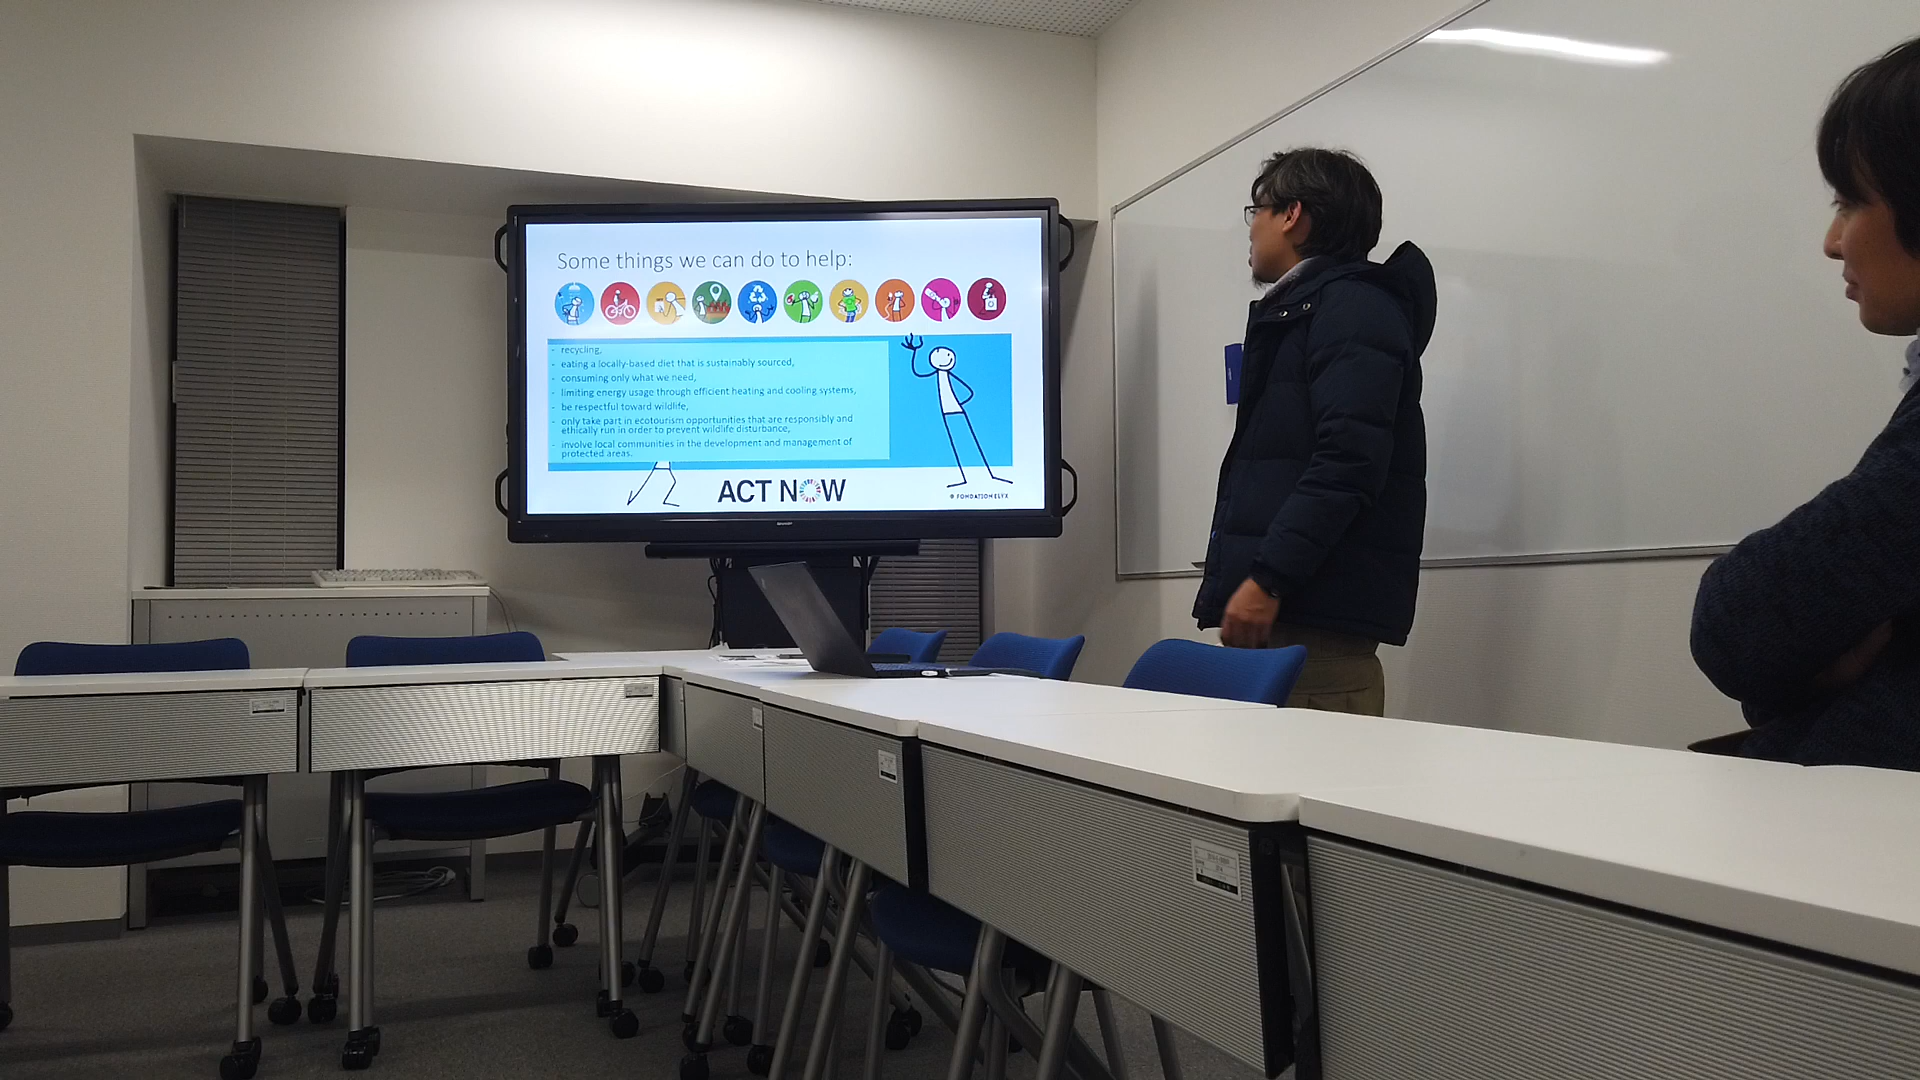 Some things we can do to help:
- recycling,
- eating a locally-based diet that is sustainably sourced,
- consuming only what we need,
- limiting energy usage through efficient heating and cooling systems,
- be respectful toward wildlife,
- only take part in ecotourism opportunities that are responsibly and
ethically run in order to prevent wildlife disturbance,
- involve local communities in the development and management of
protected areas.
ACT NOW
© FONDATION ELYX
SHARP